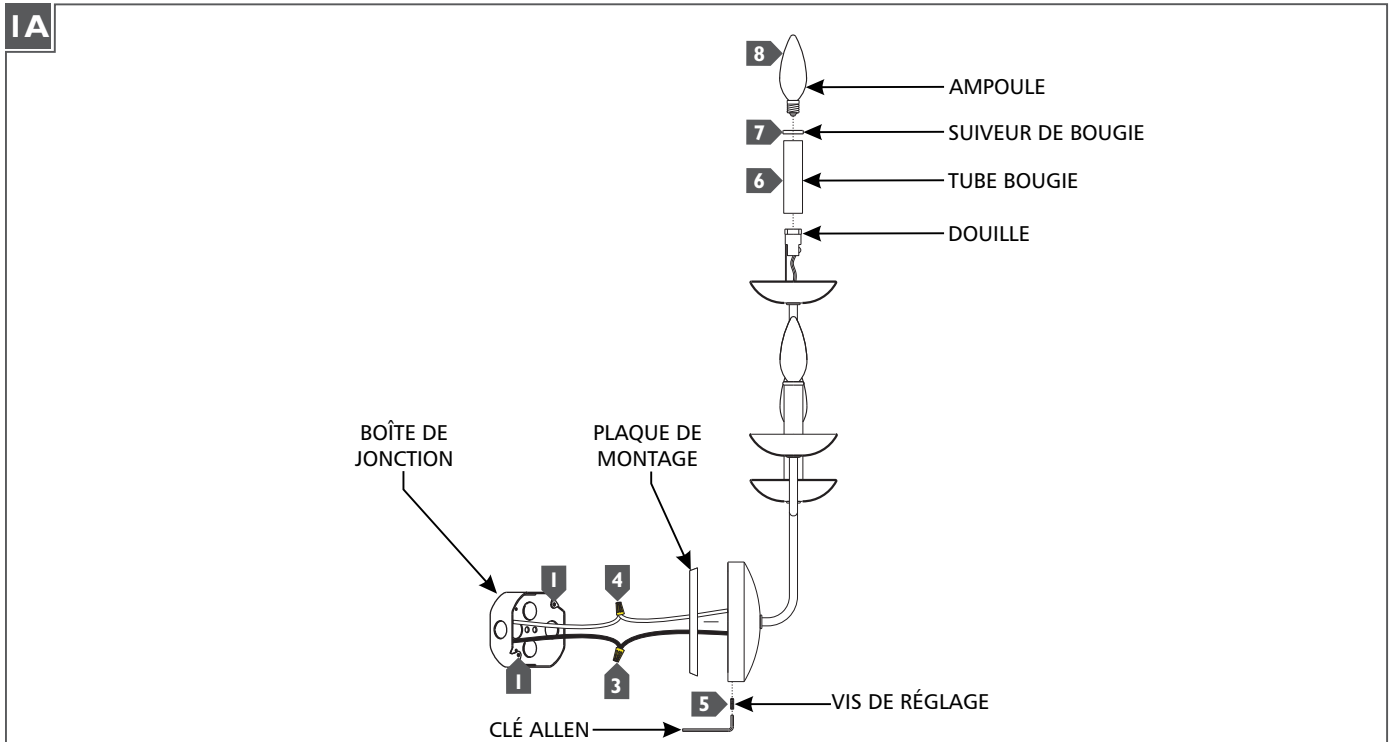 1A
8
AMPOULE
7
SUIVEUR DE BOUGIE
6
TUBE BOUGIE
DOUILLE
BOÎTE DE
JONCTION
PLAQUE DE
MONTAGE
1
4
1
3
5
VIS DE RÉGLAGE
CLÉ ALLEN